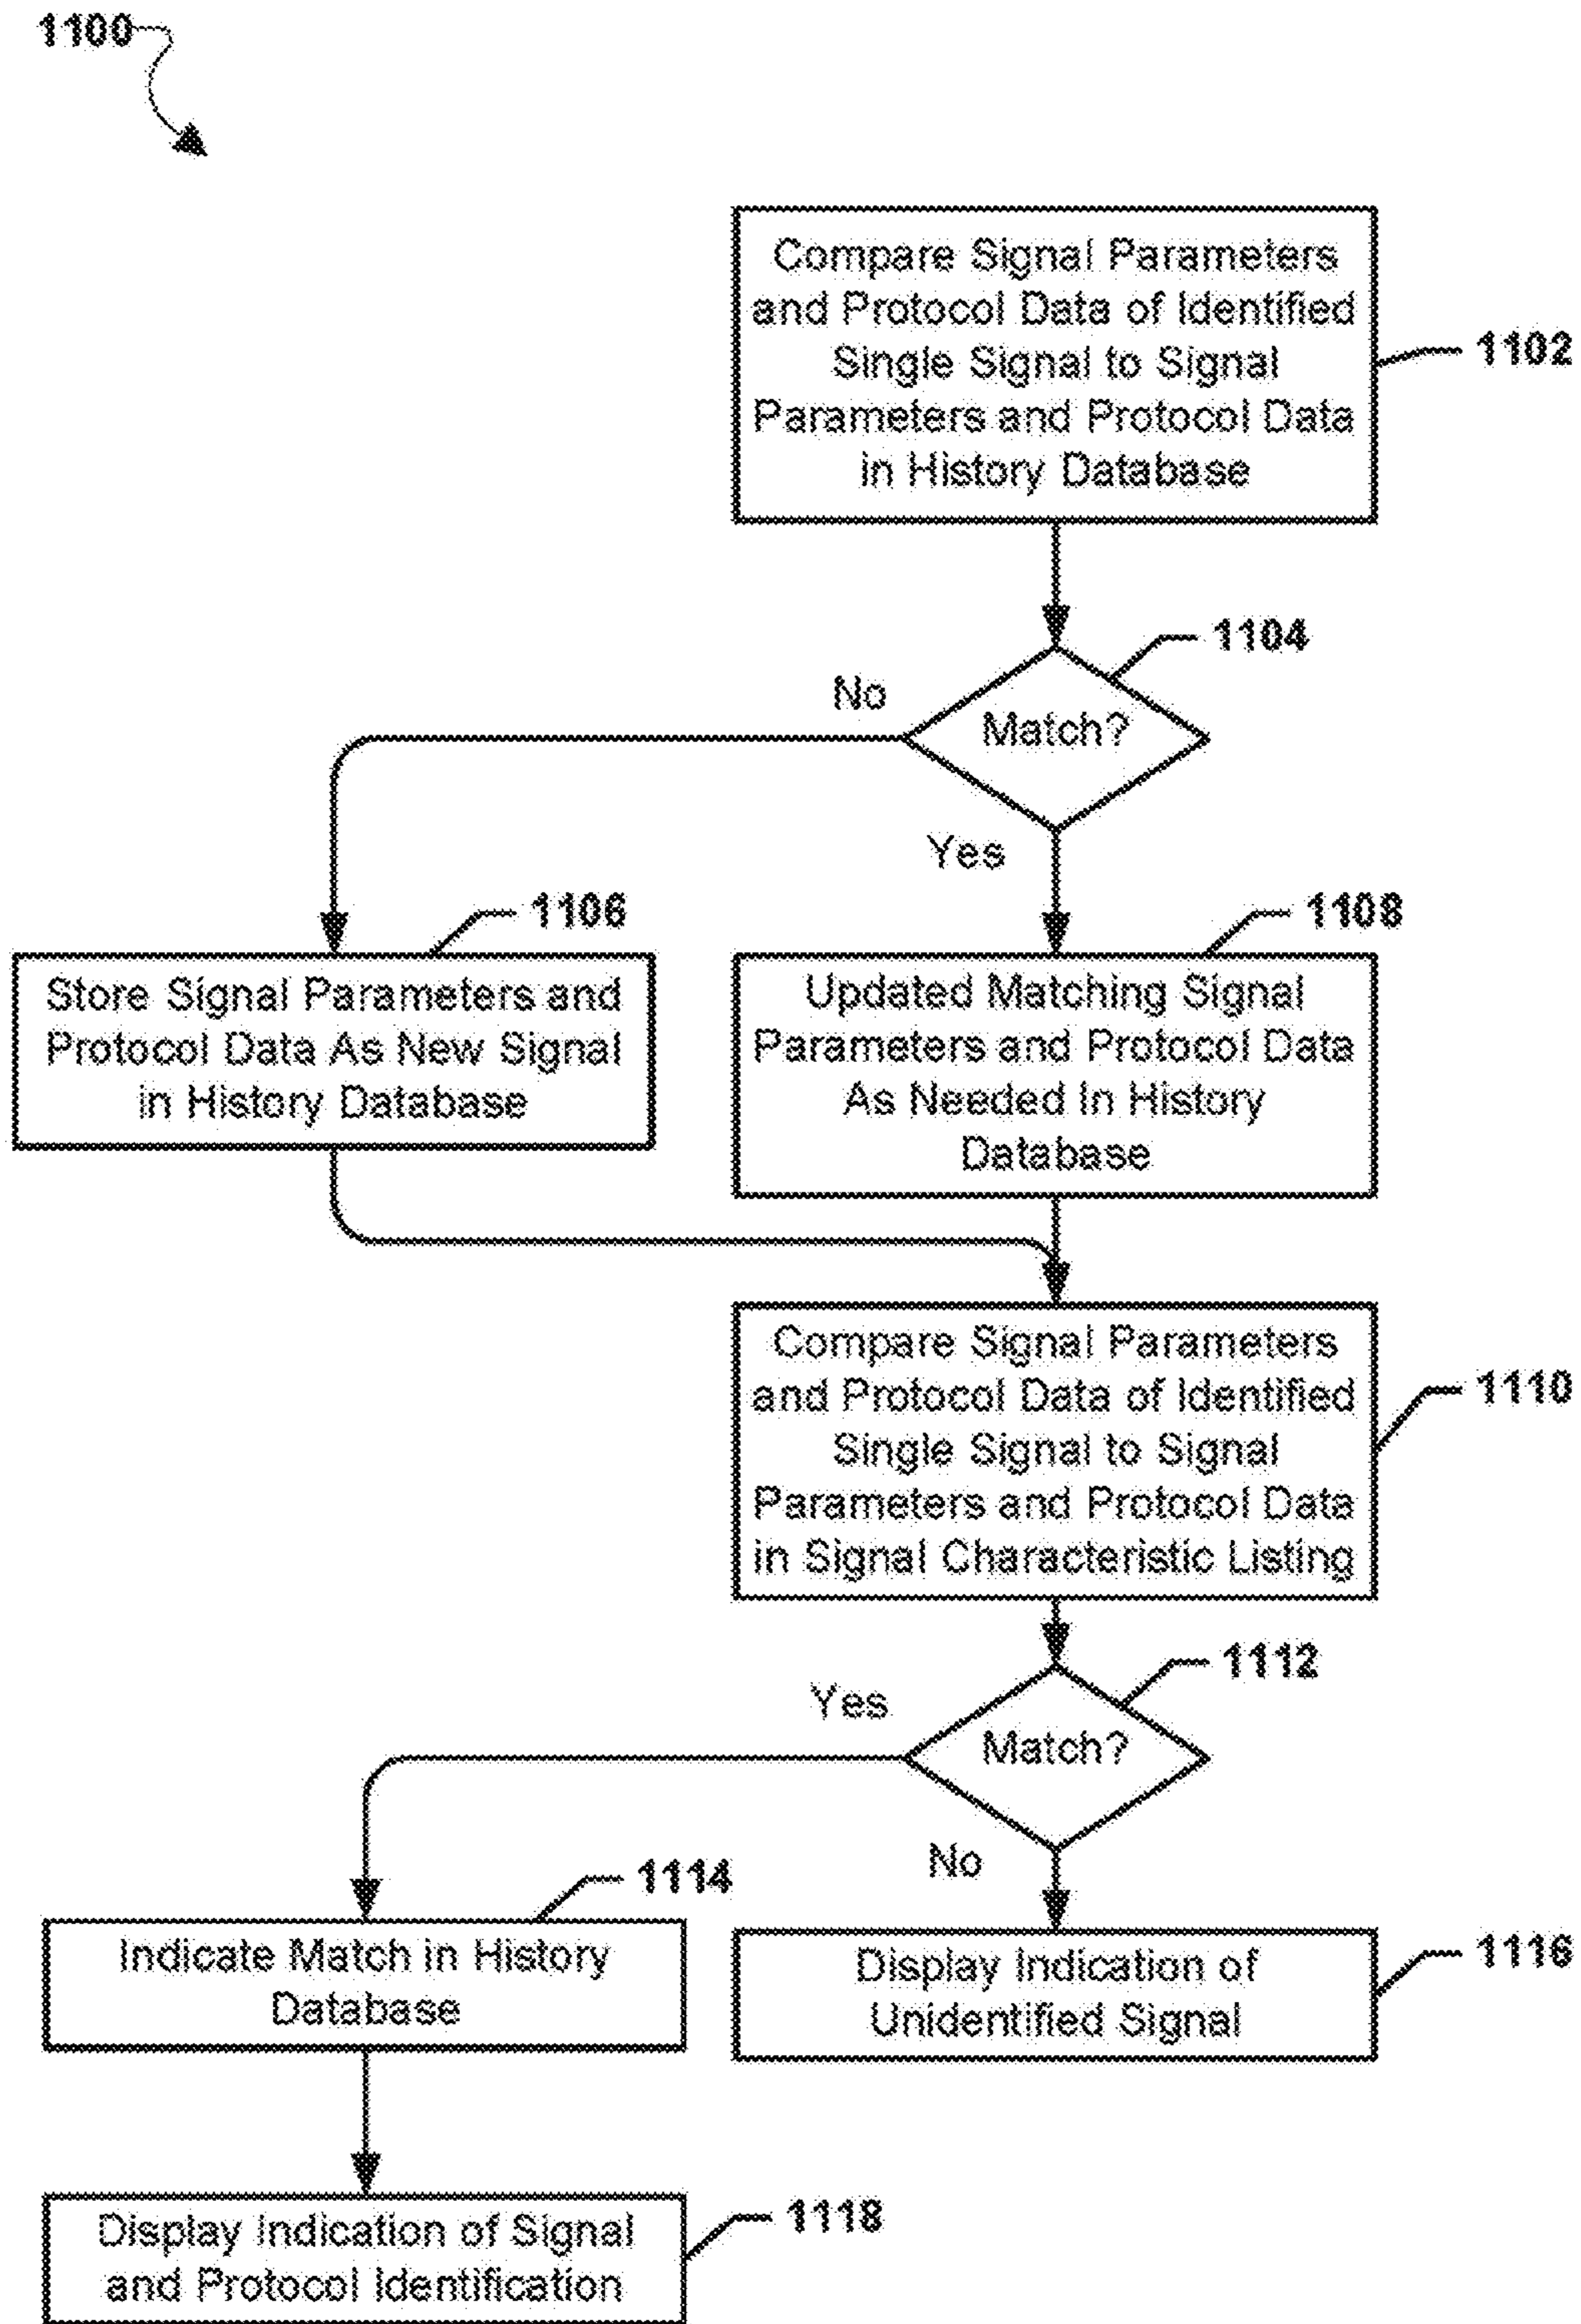 1100
Compare Signal Parameters
and Protocol Data of Identified
Single Signal to Signal
Parameters and Protocol Data
in History Database
1102
1104
No
Match?
Yes
1106
1108
Store Signal Parameters and
Protocol Data As New Signal
in History Database
Updated Matching Signal
Parameters and Protocol Data
As Needed In History
Database
Compare Signal Parameters
and Protocol Data of Identified
Single Signal to Signal
Parameters and Protocol Data
in Signal Characteristic Listing
1110
1112
Yes
Match?
No
1114
Indicate Match in History
Database
Display Indication of
Unidentified Signal
1116
Display Indication of Signal
and Protocol Identification
1118